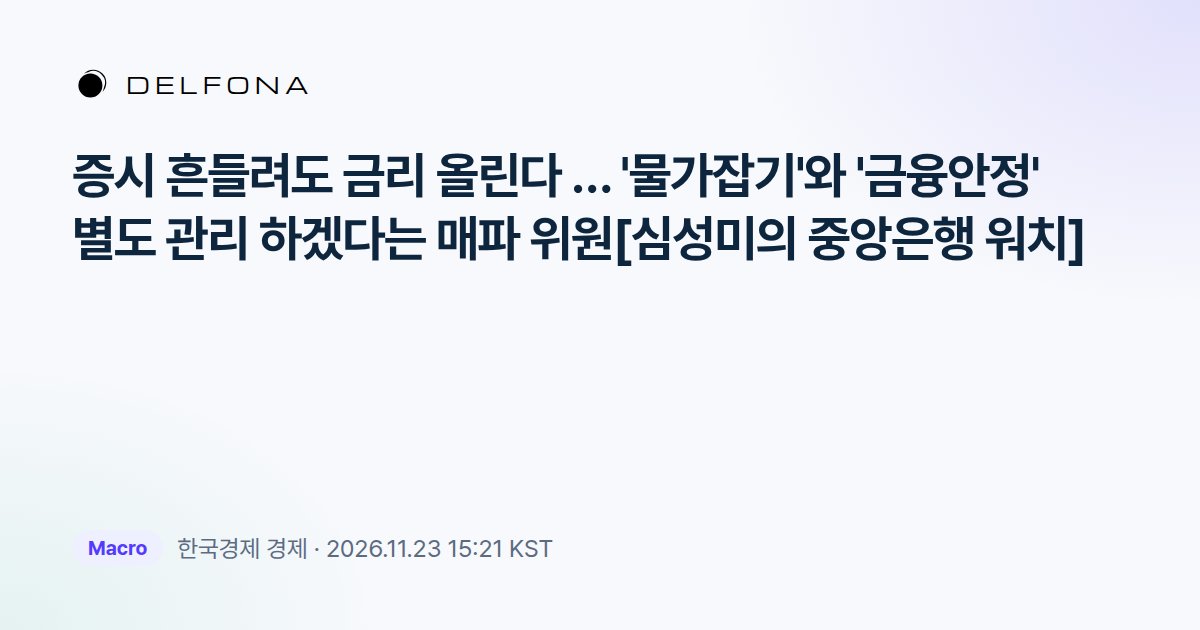 DELFONA
증시 흔들려도 금리 올린다 ... '물가잡기'와 '금융안정'
별도 관리 하겠다는 매파 위원[심성미의 중앙은행 워치]
Macro 한국경제 경제 · 2026.11.23 15:21 KST